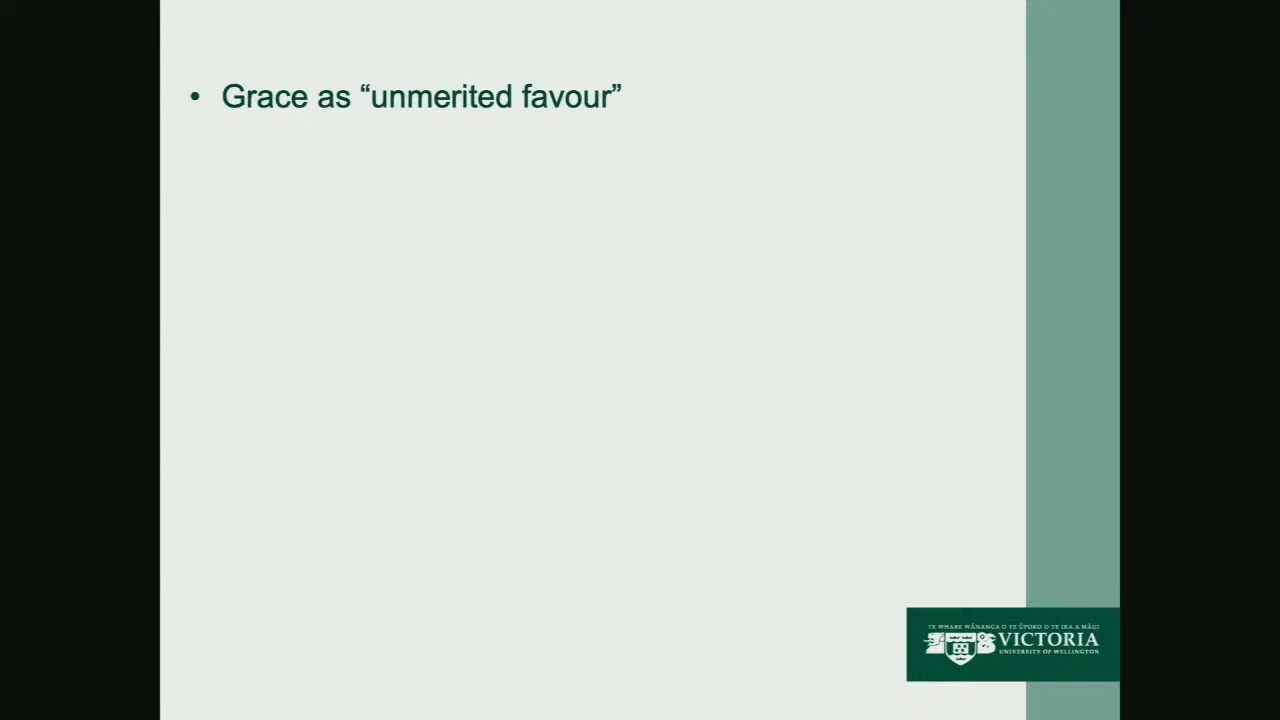 • Grace as “unmerited favour”
TE WHARE WĀNANGA O TE ŪPOKO O TE IKA A MĀUI
VICTORIA
UNIVERSITY OF WELLINGTON